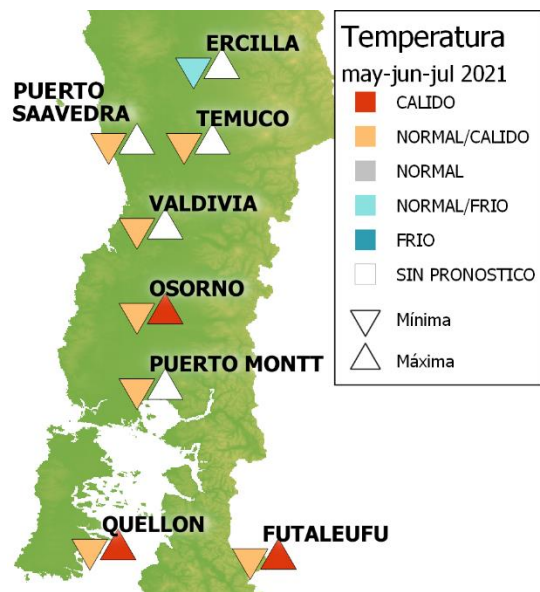 ERCILLA
PUERTO
SAAVEDRA
TEMUCO
VALDIVIA
OSORNO
PUERTO MONTT
QUELLON
FUTALEUFU
Temperatura
may-jun-jul 2021
CALIDO
NORMAL/CALIDO
NORMAL
NORMAL/FRIO
FRIO
SIN PRONOSTICO
Mínima
Máxima